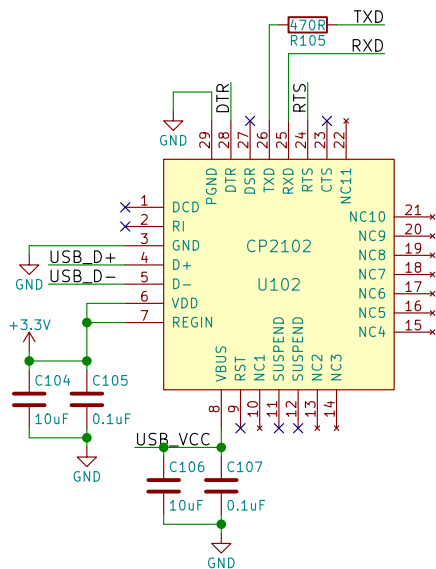 TXD
470R
R105
RXD
DTR
RTS
29
28
27
26
25
24
23
22
GND
PGND
DTR
DSR
TXD
RXD
RTS
CTS
NC11
1 DCD
2 RI
3 GND
USB_D+ 4 D+
USB_D- 5 D-
6 VDD
7 REGIN
GND
CP2102
U102
NC10 21
NC9 20
NC8 19
NC7 18
NC6 17
NC5 16
NC4 15
+3.3V
VBUS
RST
NC1
SUSPEND
SUSPEND
NC2
NC3
8
9
10
11
12
13
14
C104
10uF
C105
0.1uF
GND
USB_VCC
C106
10uF
C107
0.1uF
GND